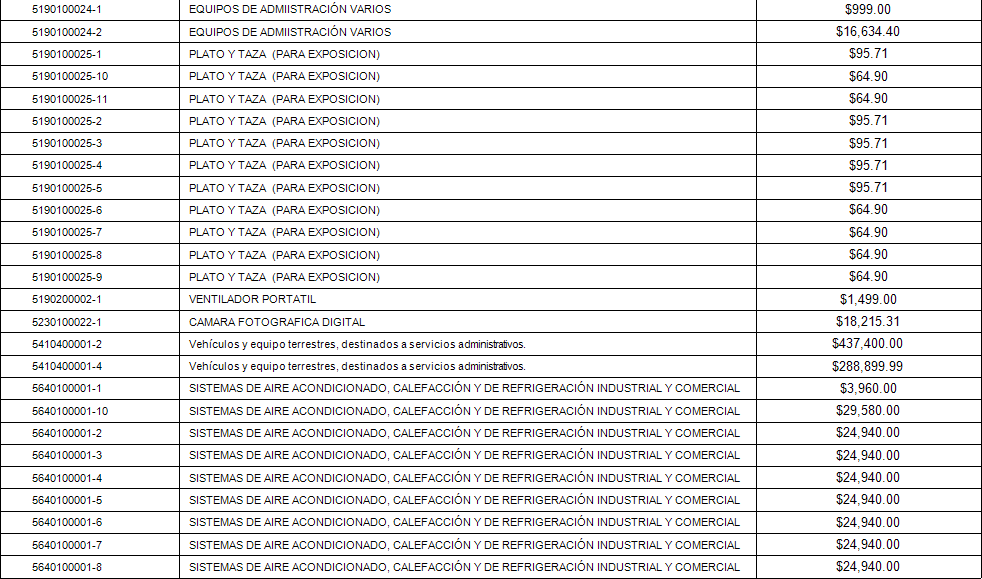 5190100024-1 EQUIPOS DE ADMIISTRACIÓN VARIOS $999.00
5190100024-2 EQUIPOS DE ADMIISTRACIÓN VARIOS $16,634.40
5190100025-1 PLATO Y TAZA (PARA EXPOSICION) $95.71
5190100025-10 PLATO Y TAZA (PARA EXPOSICION) $64.90
5190100025-11 PLATO Y TAZA (PARA EXPOSICION) $64.90
5190100025-2 PLATO Y TAZA (PARA EXPOSICION) $95.71
5190100025-3 PLATO Y TAZA (PARA EXPOSICION) $95.71
5190100025-4 PLATO Y TAZA (PARA EXPOSICION) $95.71
5190100025-5 PLATO Y TAZA (PARA EXPOSICION) $95.71
5190100025-6 PLATO Y TAZA (PARA EXPOSICION) $64.90
5190100025-7 PLATO Y TAZA (PARA EXPOSICION) $64.90
5190100025-8 PLATO Y TAZA (PARA EXPOSICION) $64.90
5190100025-9 PLATO Y TAZA (PARA EXPOSICION) $64.90
5190200002-1 VENTILADOR PORTATIL $1,499.00
5230100022-1 CAMARA FOTOGRAFICA DIGITAL $18,215.31
5410400001-2 Vehículos y equipo terrestres, destinados a servicios administrativos. $437,400.00
5410400001-4 Vehículos y equipo terrestres, destinados a servicios administrativos. $288,899.99
5640100001-1 SISTEMAS DE AIRE ACONDICIONADO, CALEFACCIÓN Y DE REFRIGERACIÓN INDUSTRIAL Y COMERCIAL $3,960.00
5640100001-10 SISTEMAS DE AIRE ACONDICIONADO, CALEFACCIÓN Y DE REFRIGERACIÓN INDUSTRIAL Y COMERCIAL $29,580.00
5640100001-2 SISTEMAS DE AIRE ACONDICIONADO, CALEFACCIÓN Y DE REFRIGERACIÓN INDUSTRIAL Y COMERCIAL $24,940.00
5640100001-3 SISTEMAS DE AIRE ACONDICIONADO, CALEFACCIÓN Y DE REFRIGERACIÓN INDUSTRIAL Y COMERCIAL $24,940.00
5640100001-4 SISTEMAS DE AIRE ACONDICIONADO, CALEFACCIÓN Y DE REFRIGERACIÓN INDUSTRIAL Y COMERCIAL $24,940.00
5640100001-5 SISTEMAS DE AIRE ACONDICIONADO, CALEFACCIÓN Y DE REFRIGERACIÓN INDUSTRIAL Y COMERCIAL $24,940.00
5640100001-6 SISTEMAS DE AIRE ACONDICIONADO, CALEFACCIÓN Y DE REFRIGERACIÓN INDUSTRIAL Y COMERCIAL $24,940.00
5640100001-7 SISTEMAS DE AIRE ACONDICIONADO, CALEFACCIÓN Y DE REFRIGERACIÓN INDUSTRIAL Y COMERCIAL $24,940.00
5640100001-8 SISTEMAS DE AIRE ACONDICIONADO, CALEFACCIÓN Y DE REFRIGERACIÓN INDUSTRIAL Y COMERCIAL $24,940.00